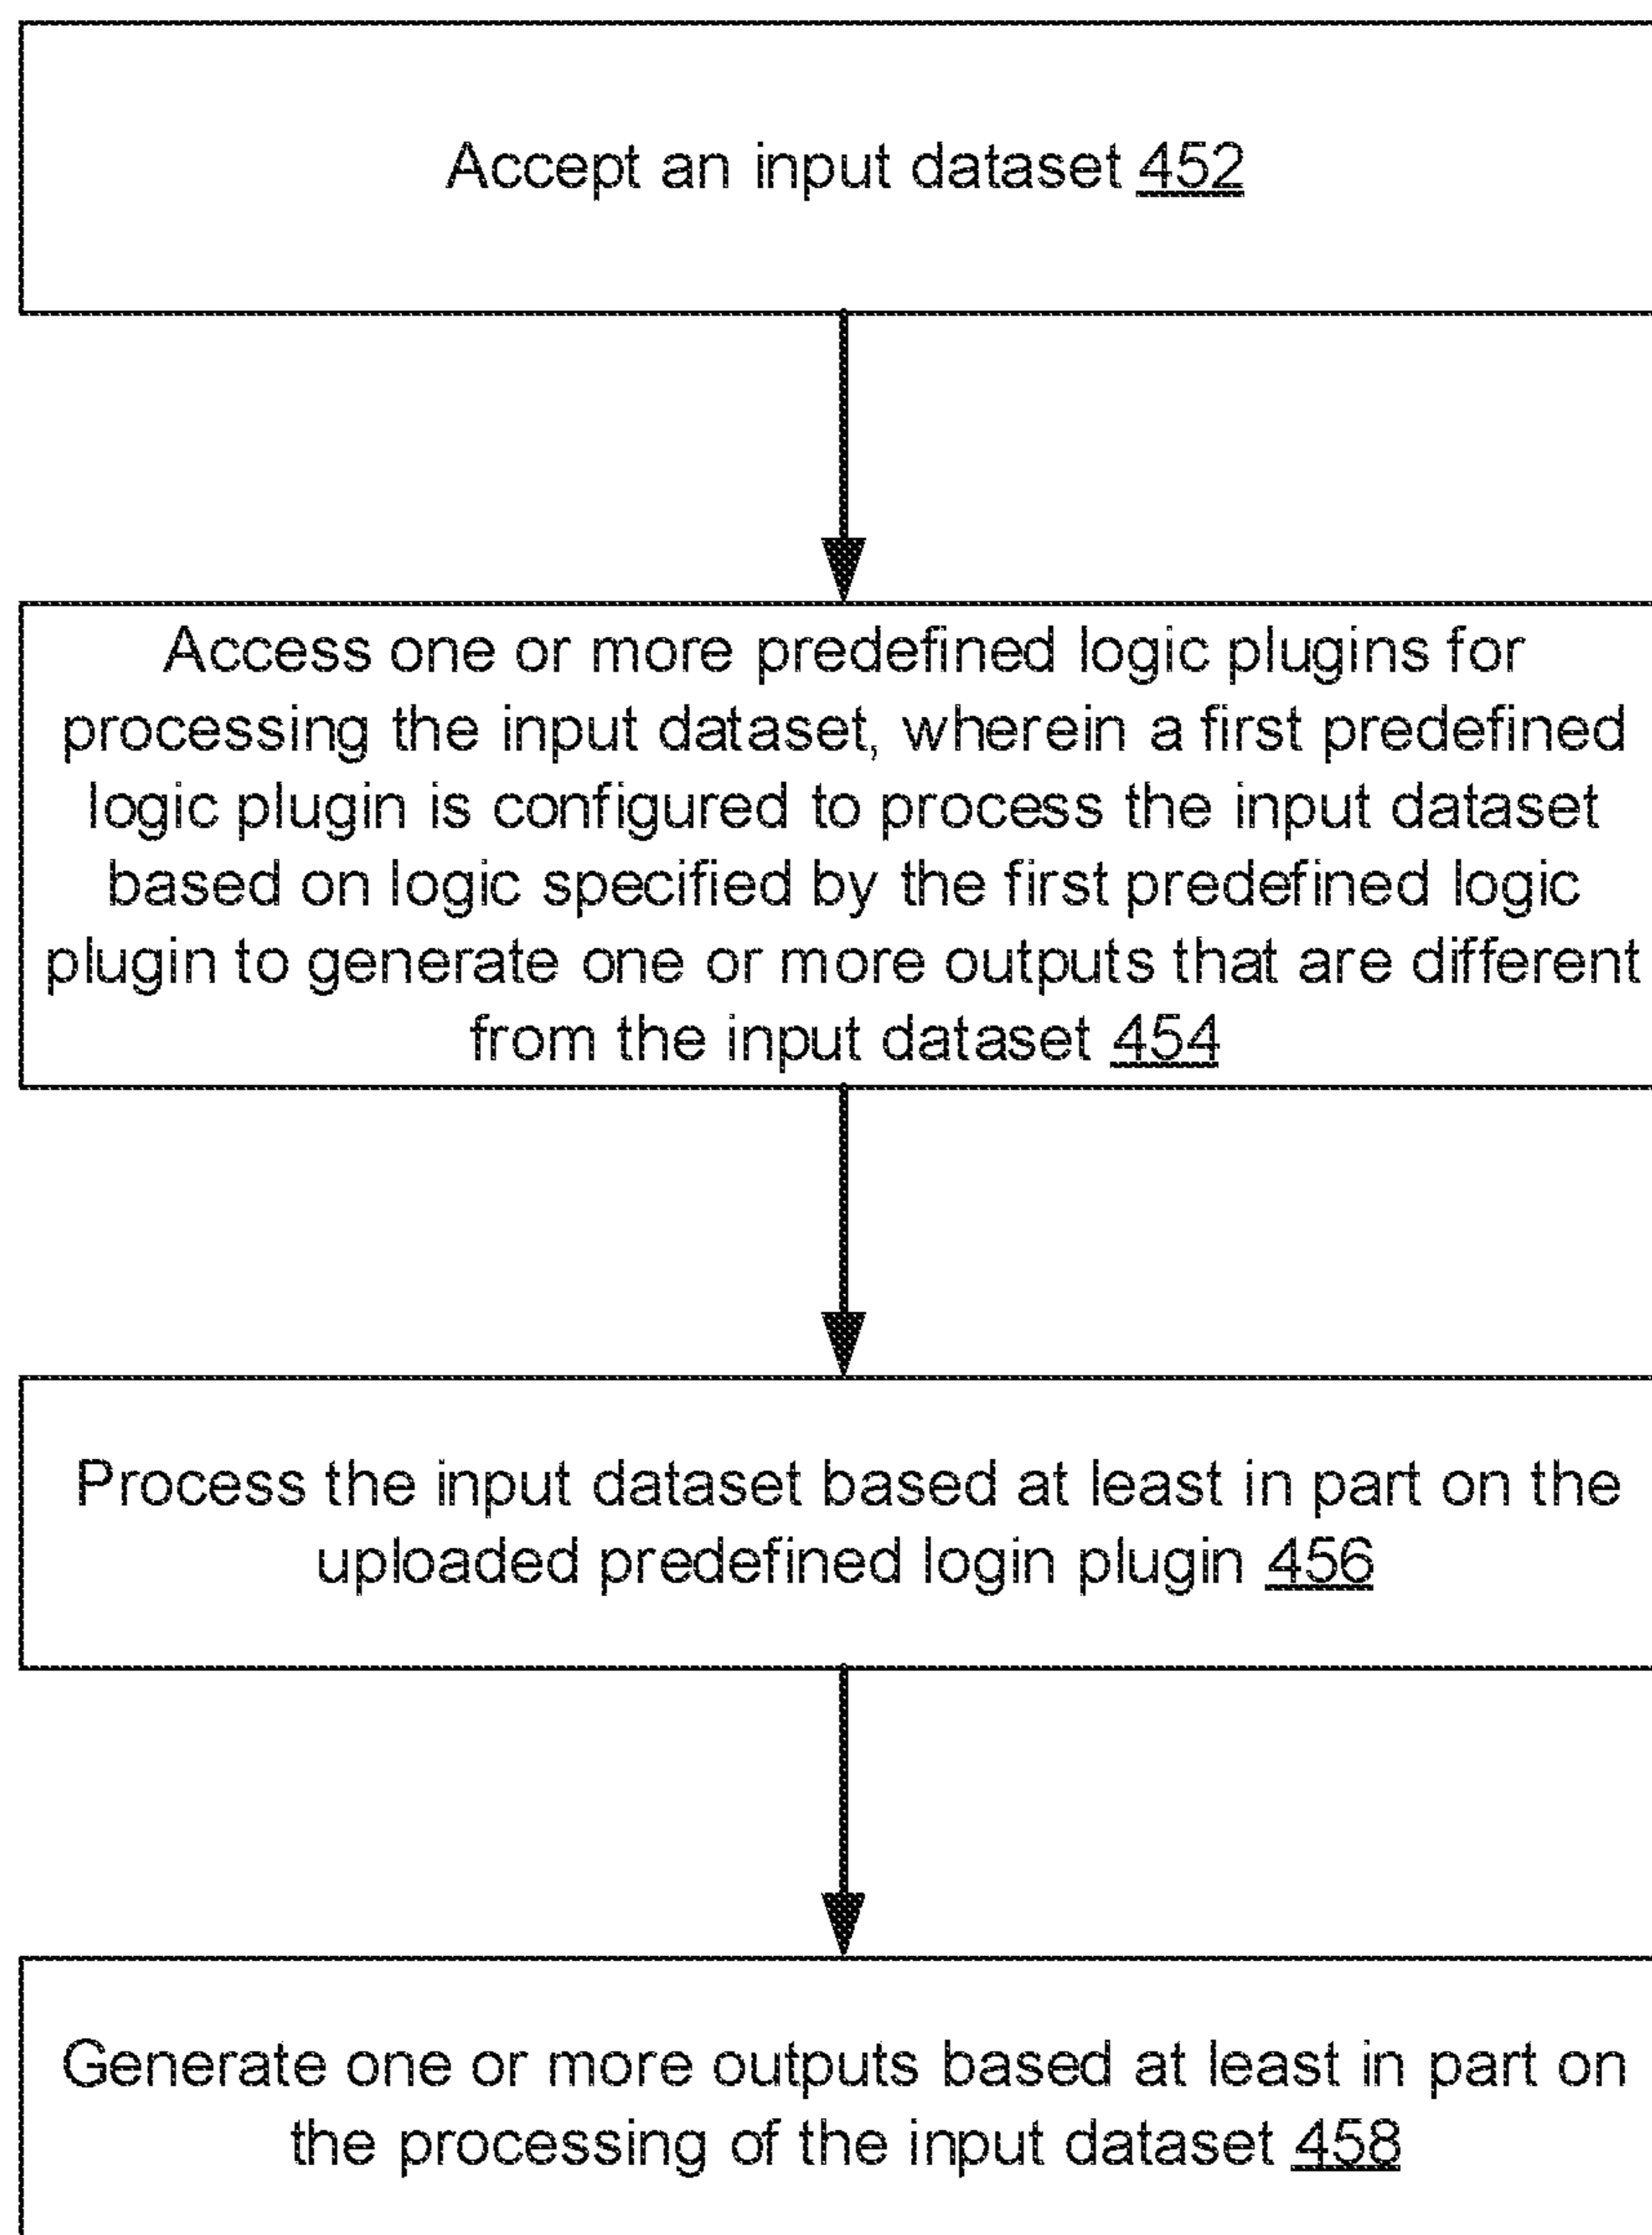 Accept an input dataset 452
Access one or more predefined logic plugins for
processing the input dataset, wherein a first predefined
logic plugin is configured to process the input dataset
based on logic specified by the first predefined logic
plugin to generate one or more outputs that are different
from the input dataset 454
Process the input dataset based at least in part on the
uploaded predefined login plugin 456
Generate one or more outputs based at least in part on
the processing of the input dataset 458